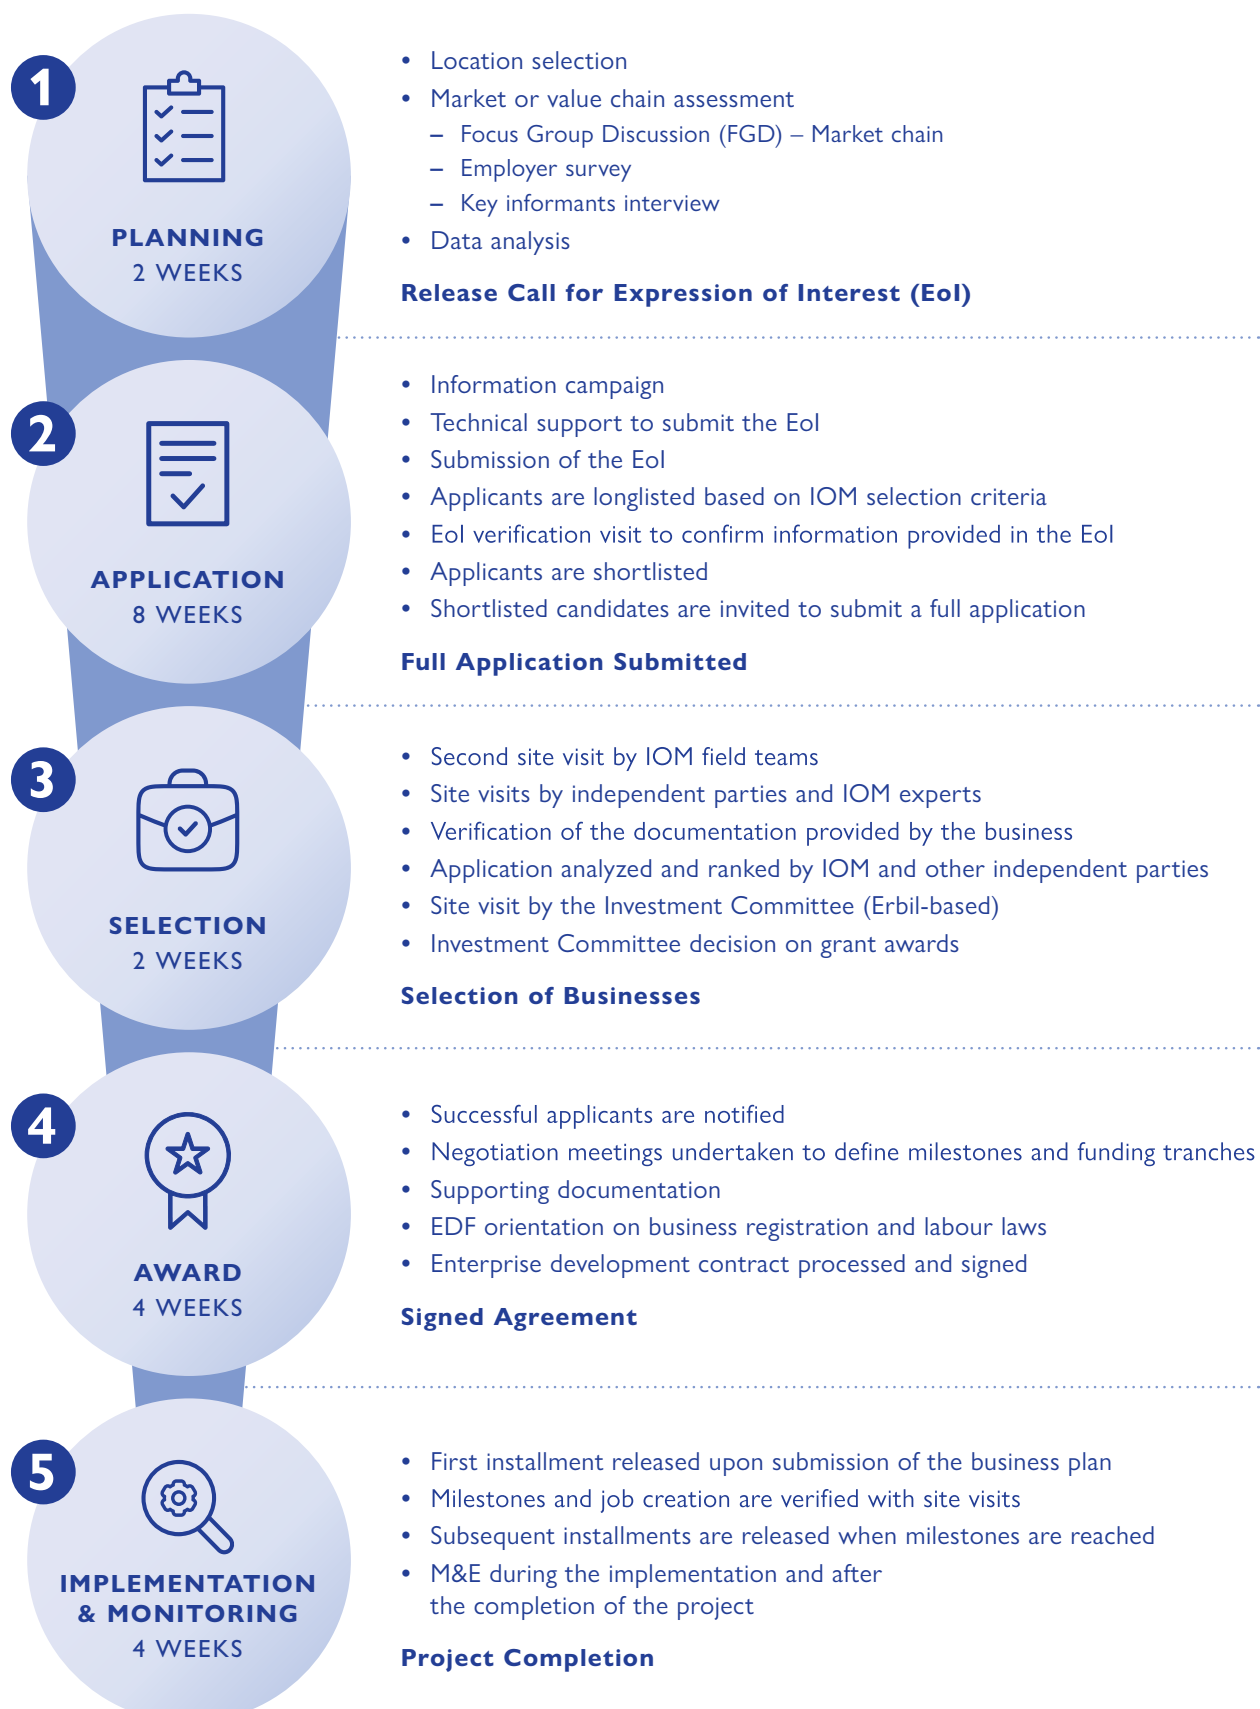 1
PLANNING
2 WEEKS
• Location selection
• Market or value chain assessment
– Focus Group Discussion (FGD) – Market chain
– Employer survey
– Key informants interview
• Data analysis
Release Call for Expression of Interest (EoI)
2
APPLICATION
8 WEEKS
• Information campaign
• Technical support to submit the EoI
• Submission of the EoI
• Applicants are longlisted based on IOM selection criteria
• EoI verification visit to confirm information provided in the EoI
• Applicants are shortlisted
• Shortlisted candidates are invited to submit a full application
Full Application Submitted
3
SELECTION
2 WEEKS
• Second site visit by IOM field teams
• Site visits by independent parties and IOM experts
• Verification of the documentation provided by the business
• Application analyzed and ranked by IOM and other independent parties
• Site visit by the Investment Committee (Erbil-based)
• Investment Committee decision on grant awards
Selection of Businesses
4
AWARD
4 WEEKS
• Successful applicants are notified
• Negotiation meetings undertaken to define milestones and funding tranches
• Supporting documentation
• EDF orientation on business registration and labour laws
• Enterprise development contract processed and signed
Signed Agreement
5
IMPLEMENTATION
& MONITORING
4 WEEKS
• First installment released upon submission of the business plan
• Milestones and job creation are verified with site visits
• Subsequent installments are released when milestones are reached
• M&E during the implementation and after
the completion of the project
Project Completion